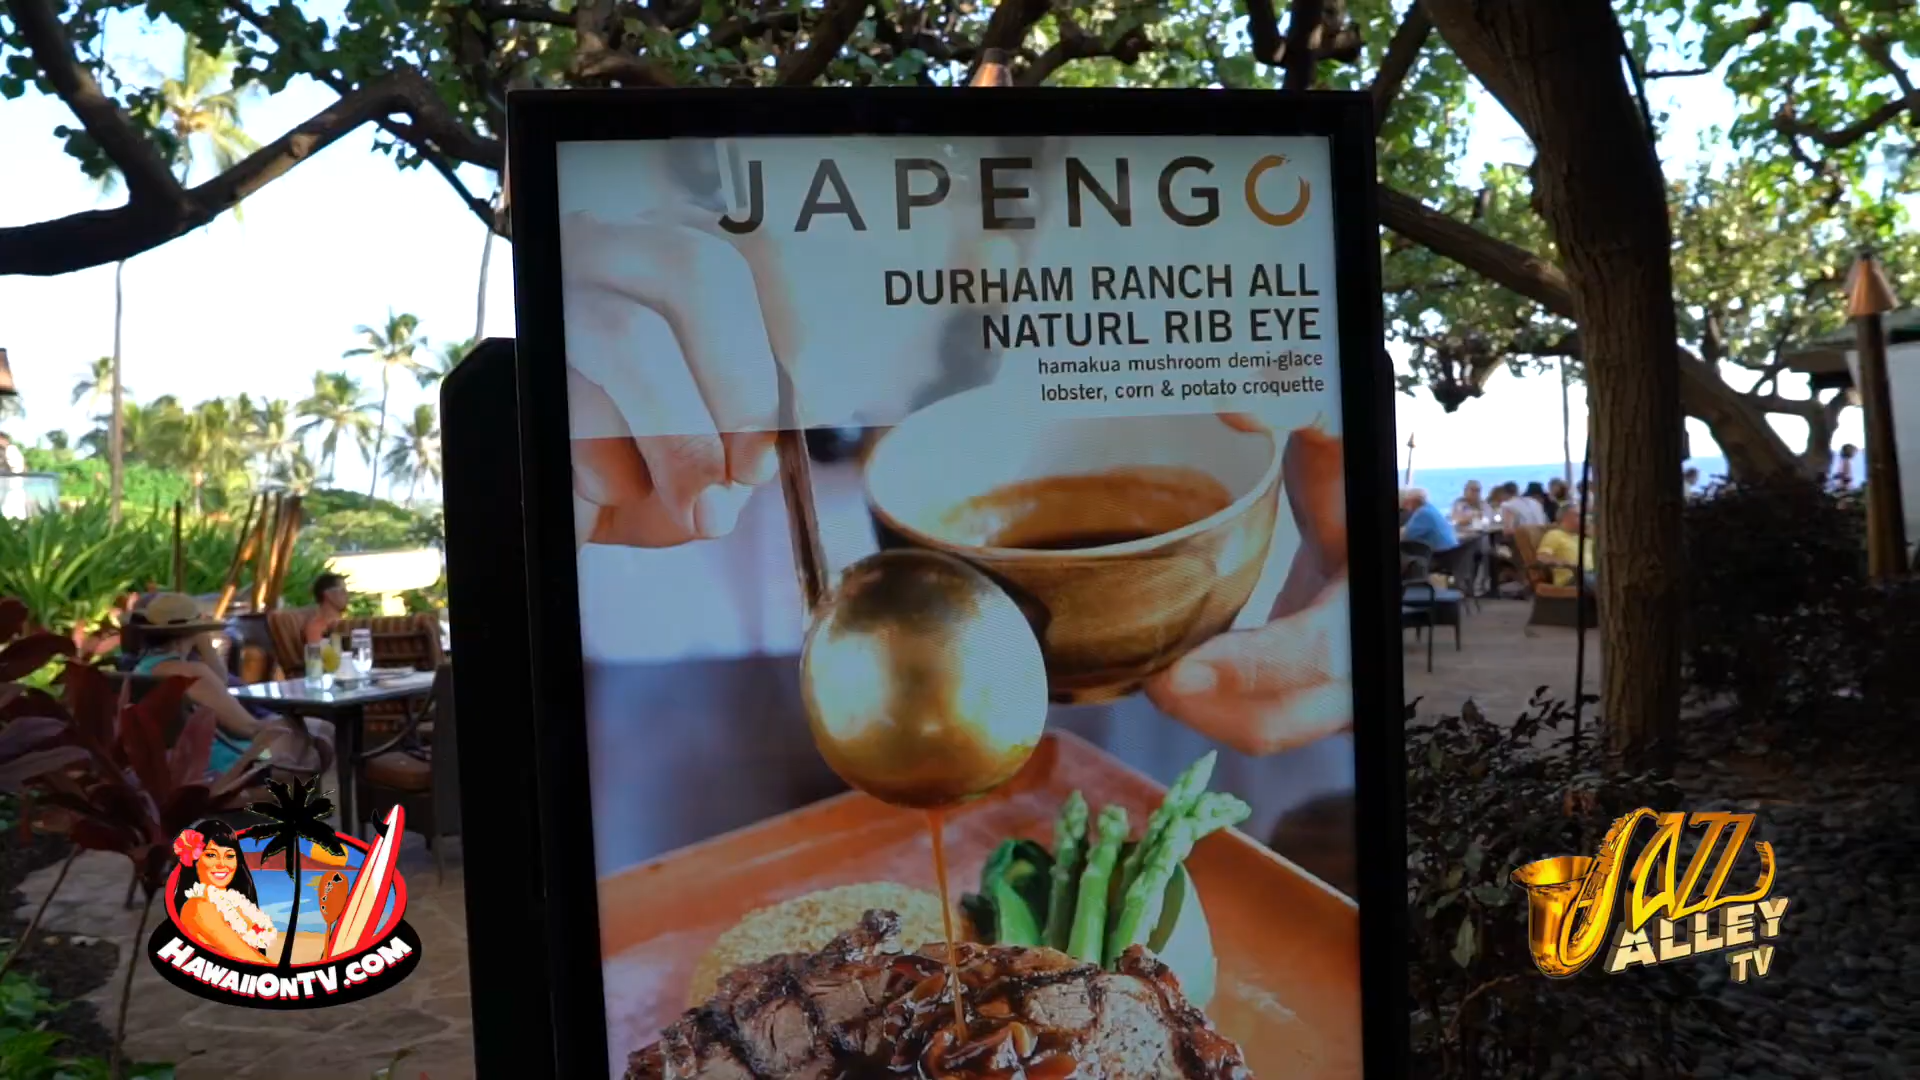 JAPENGO
DURHAM RANCH ALL
NATURL RIB EYE
hamakua mushroom demi-glace
lobster, corn & potato croquette
HAWAIIONTV.COM
JAZZ
ALLEY
TV